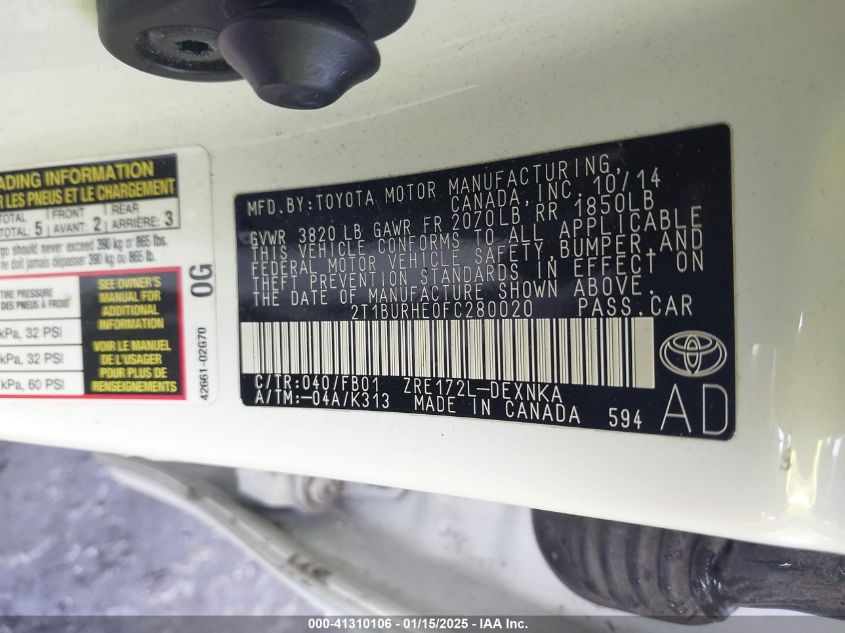 ADING INFORMATION
R LES PNEUS ET LE CHARGEMENT
TOTAL 5 FRONT 2 REAR 3
TOTAL: 5 AVANT: 2 ARRIÈRE: 3
rgo should never exceed 390 kg or 865 lbs.
ne doit jamais dépasser 390 kg ou 865 lb.
TIRE PRESSURE
DES PNEUS À FROID
kPa, 32 PSI
kPa, 32 PSI
kPa, 60 PSI
SEE OWNER'S
MANUAL FOR
ADDITIONAL
INFORMATION
VOIR LE MANUEL
DE L'USAGER
POUR PLUS DE
RENSEIGNEMENTS
0G
42661-02G70
MFD.BY:TOYOTA MOTOR MANUFACTURING,
CANADA,INC. 10/14
GVWR 3820 LB GAWR FR 2070LB RR 1850LB
THIS VEHICLE CONFORMS TO ALL APPLICABLE
FEDERAL MOTOR VEHICLE SAFETY,BUMPER,AND
THEFT PREVENTION STANDARDS IN EFFECT ON
THE DATE OF MANUFACTURE SHOWN ABOVE.
2T1BURHE0FC280020 PASS.CAR
C/TR:040/FB01 ZRE172L-DEXNKA
A/TM:-04A/K313 MADE IN CANADA 594
AD
000-41310106 - 01/15/2025 - IAA Inc.